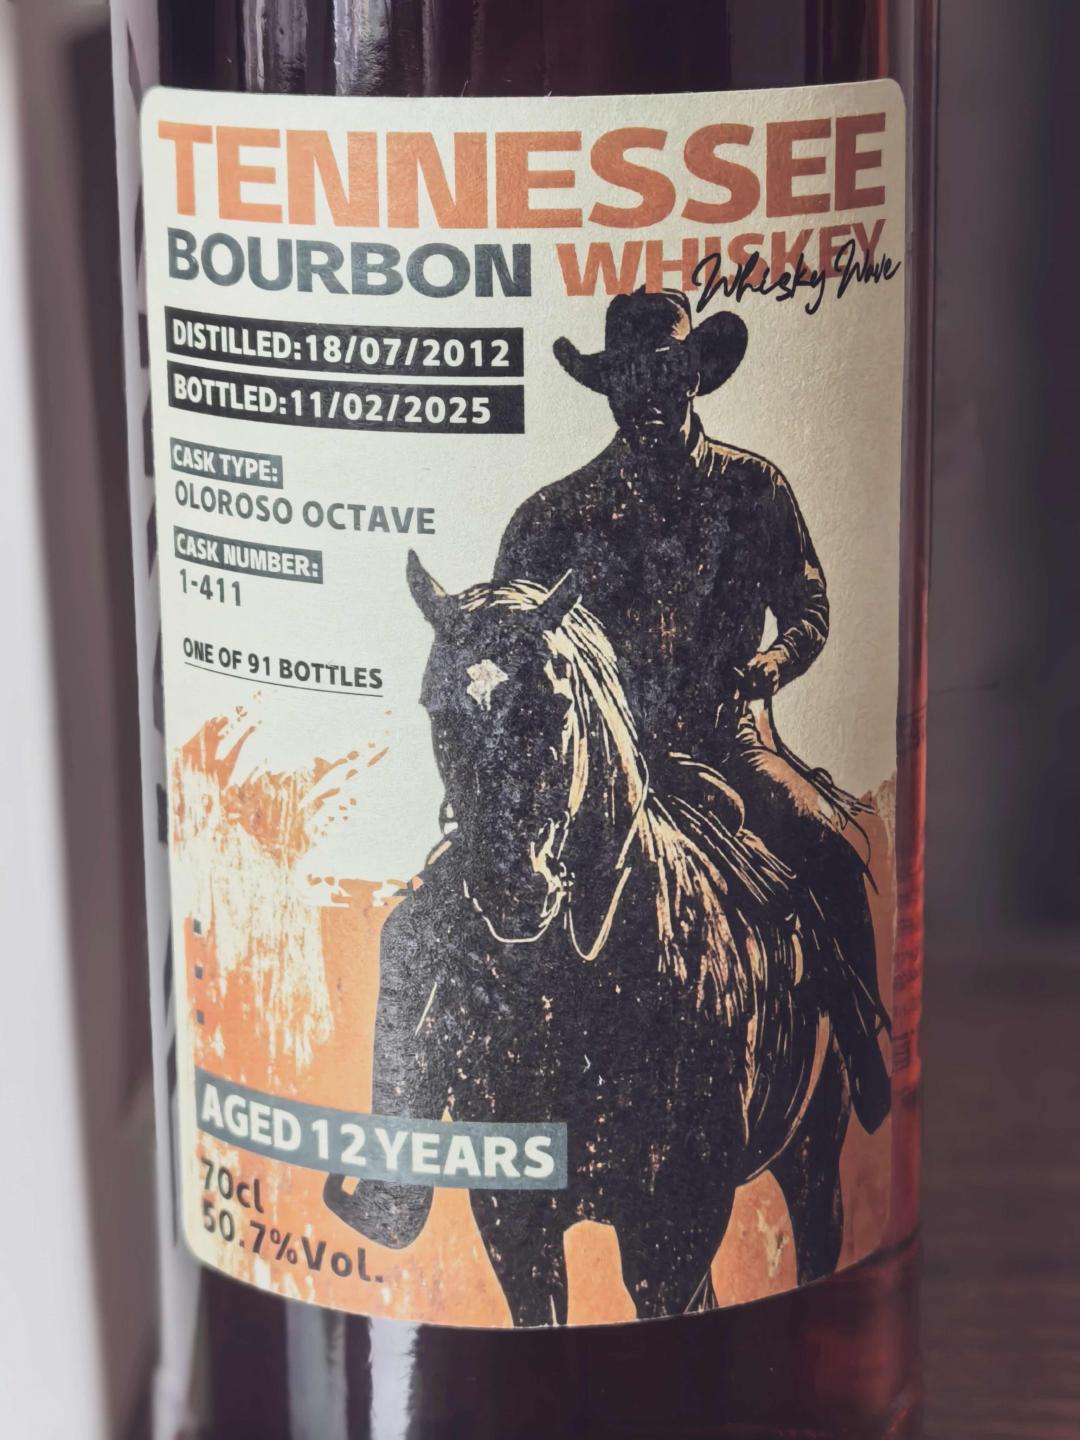 TENNESSEE
BOURBON WHISKEY
Whisky Wave
DISTILLED:18/07/2012
BOTTLED:11/02/2025
CASK TYPE:
OLOROSO OCTAVE
CASK NUMBER:
1-411
ONE OF 91 BOTTLES
AGED 12 YEARS
70cl
50.7%Vol.